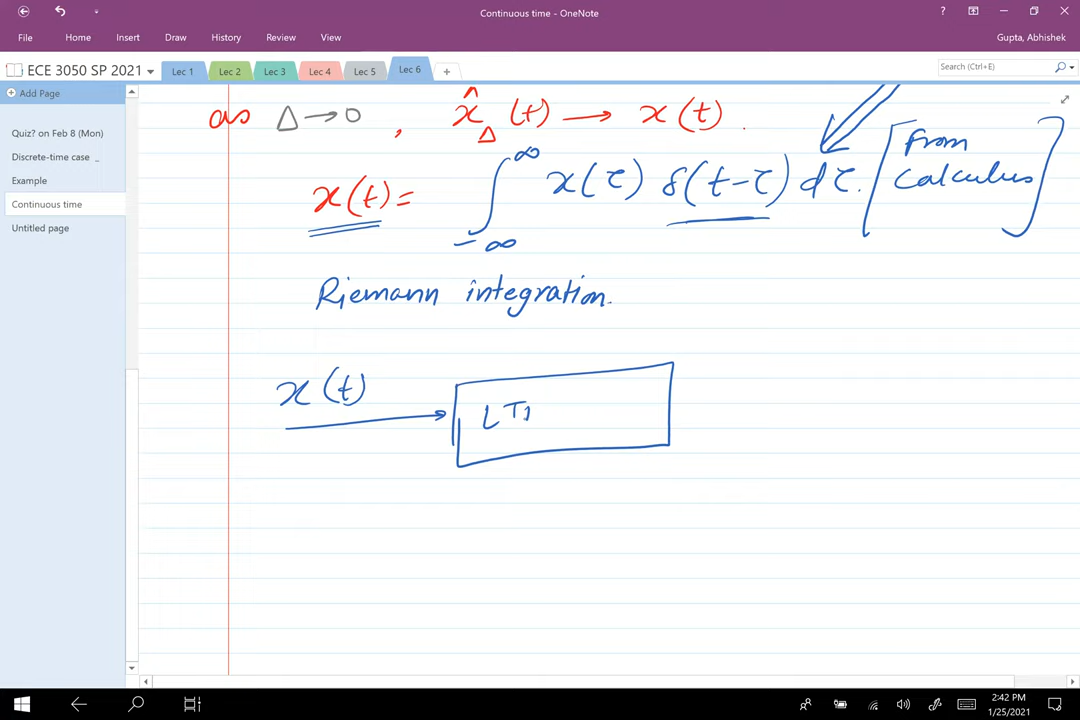 Continuous time - OneNote
?
File Home Insert Draw History Review View
Gupta, Abhishek
ECE 3050 SP 2021
Lec 1 Lec 2 Lec 3 Lec 4 Lec 5 Lec 6 +
Search (Ctrl+E)
Add Page
Quiz? on Feb 8 (Mon)
Discrete-time case _
Example
Continuous time
Untitled page
as Δ → 0 , x̂_Δ (t) → x(t) .
x(t) = ∫_{-∞}^{∞} x(τ) δ(t-τ) dτ. [From calculus]
Riemann integration.
x(t)
LTI
2:42 PM
1/25/2021